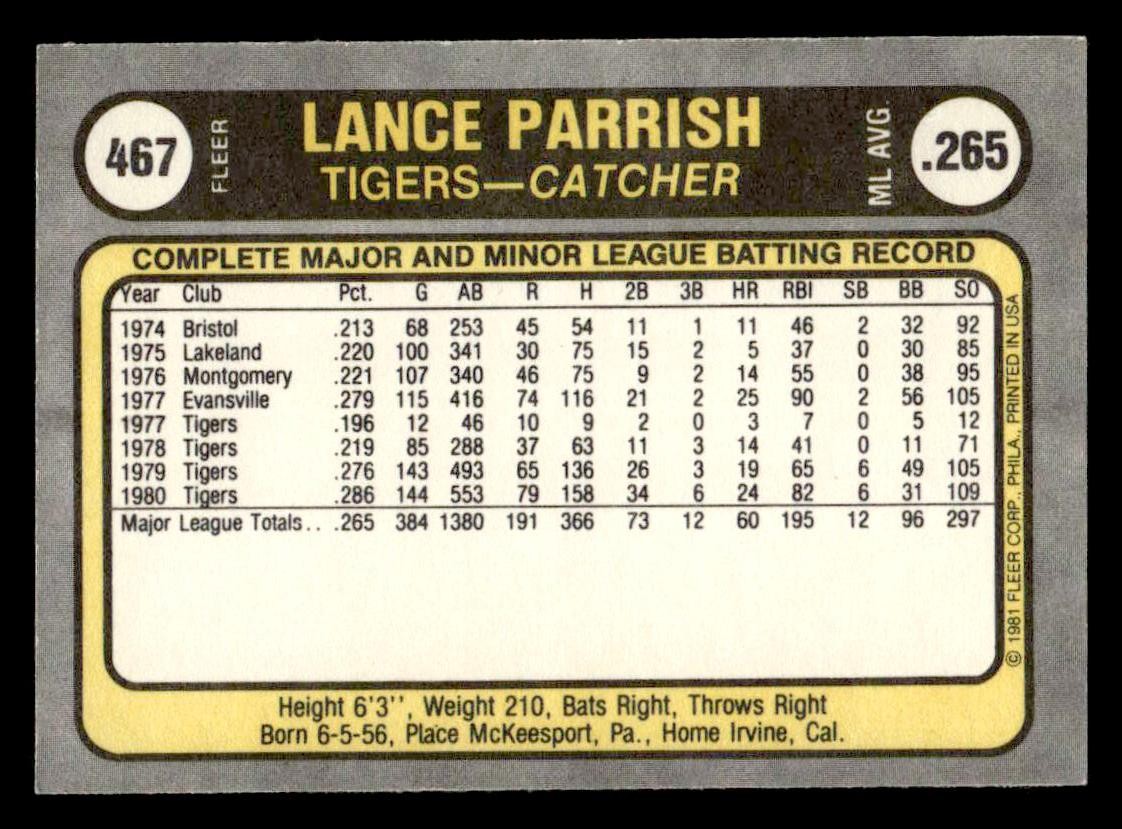 467 FLEER LANCE PARRISH ML AVG. .265
TIGERS—CATCHER
COMPLETE MAJOR AND MINOR LEAGUE BATTING RECORD
Year Club Pct. G AB R H 2B 3B HR RBI SB BB SO
1974 Bristol .213 68 253 45 54 11 1 11 46 2 32 92
1975 Lakeland .220 100 341 30 75 15 2 5 37 0 30 85
1976 Montgomery .221 107 340 46 75 9 2 14 55 0 38 95
1977 Evansville .279 115 416 74 116 21 2 25 90 2 56 105
1977 Tigers .196 12 46 10 9 2 0 3 7 0 5 12
1978 Tigers .219 85 288 37 63 11 3 14 41 0 11 71
1979 Tigers .276 143 493 65 136 26 3 19 65 6 49 105
1980 Tigers .286 144 553 79 158 34 6 24 82 6 31 109
Major League Totals . . .265 384 1380 191 366 73 12 60 195 12 96 297
© 1981 FLEER CORP., PHILA., PRINTED IN USA
Height 6'3'', Weight 210, Bats Right, Throws Right
Born 6-5-56, Place McKeesport, Pa., Home Irvine, Cal.